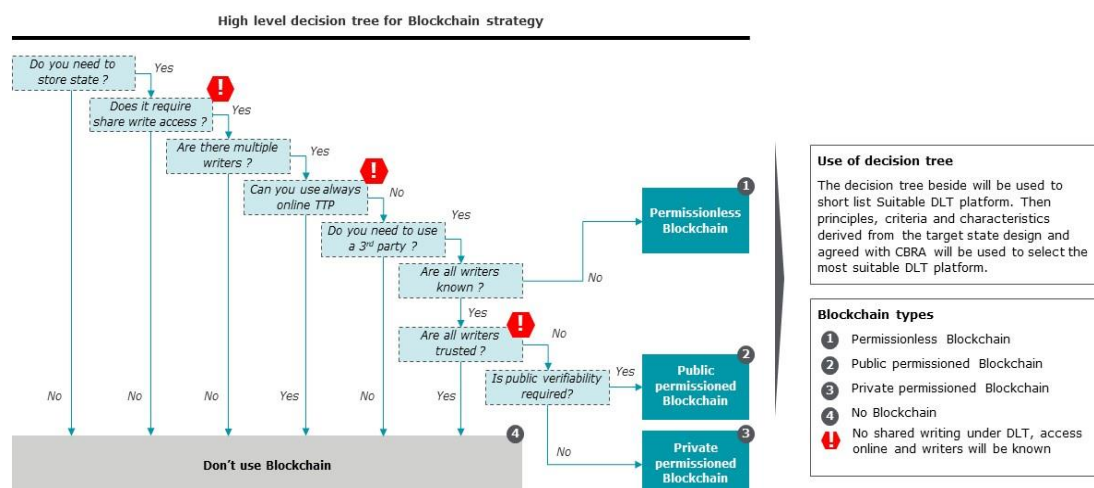 High level decision tree for Blockchain strategy
Do you need to
store state ?
Yes
!
Does it require
share write access ?
Yes
Are there multiple
writers ?
Yes
!
Can you use always
online TTP
No
Do you need to use
a 3rd party ?
Yes
Are all writers
known ?
No
Yes
!
Are all writers
trusted ?
No
Is public verifiability
required?
Yes
No
No
No
No
Yes
No
Yes
1
Permissionless
Blockchain
2
Public
permissioned
Blockchain
3
Private
permissioned
Blockchain
4
Don't use Blockchain
Use of decision tree
The decision tree beside will be used to
short list Suitable DLT platform. Then
principles, criteria and characteristics
derived from the target state design and
agreed with CBRA will be used to select the
most suitable DLT platform.
Blockchain types
1 Permissionless Blockchain
2 Public permissioned Blockchain
3 Private permissioned Blockchain
4 No Blockchain
! No shared writing under DLT, access
online and writers will be known